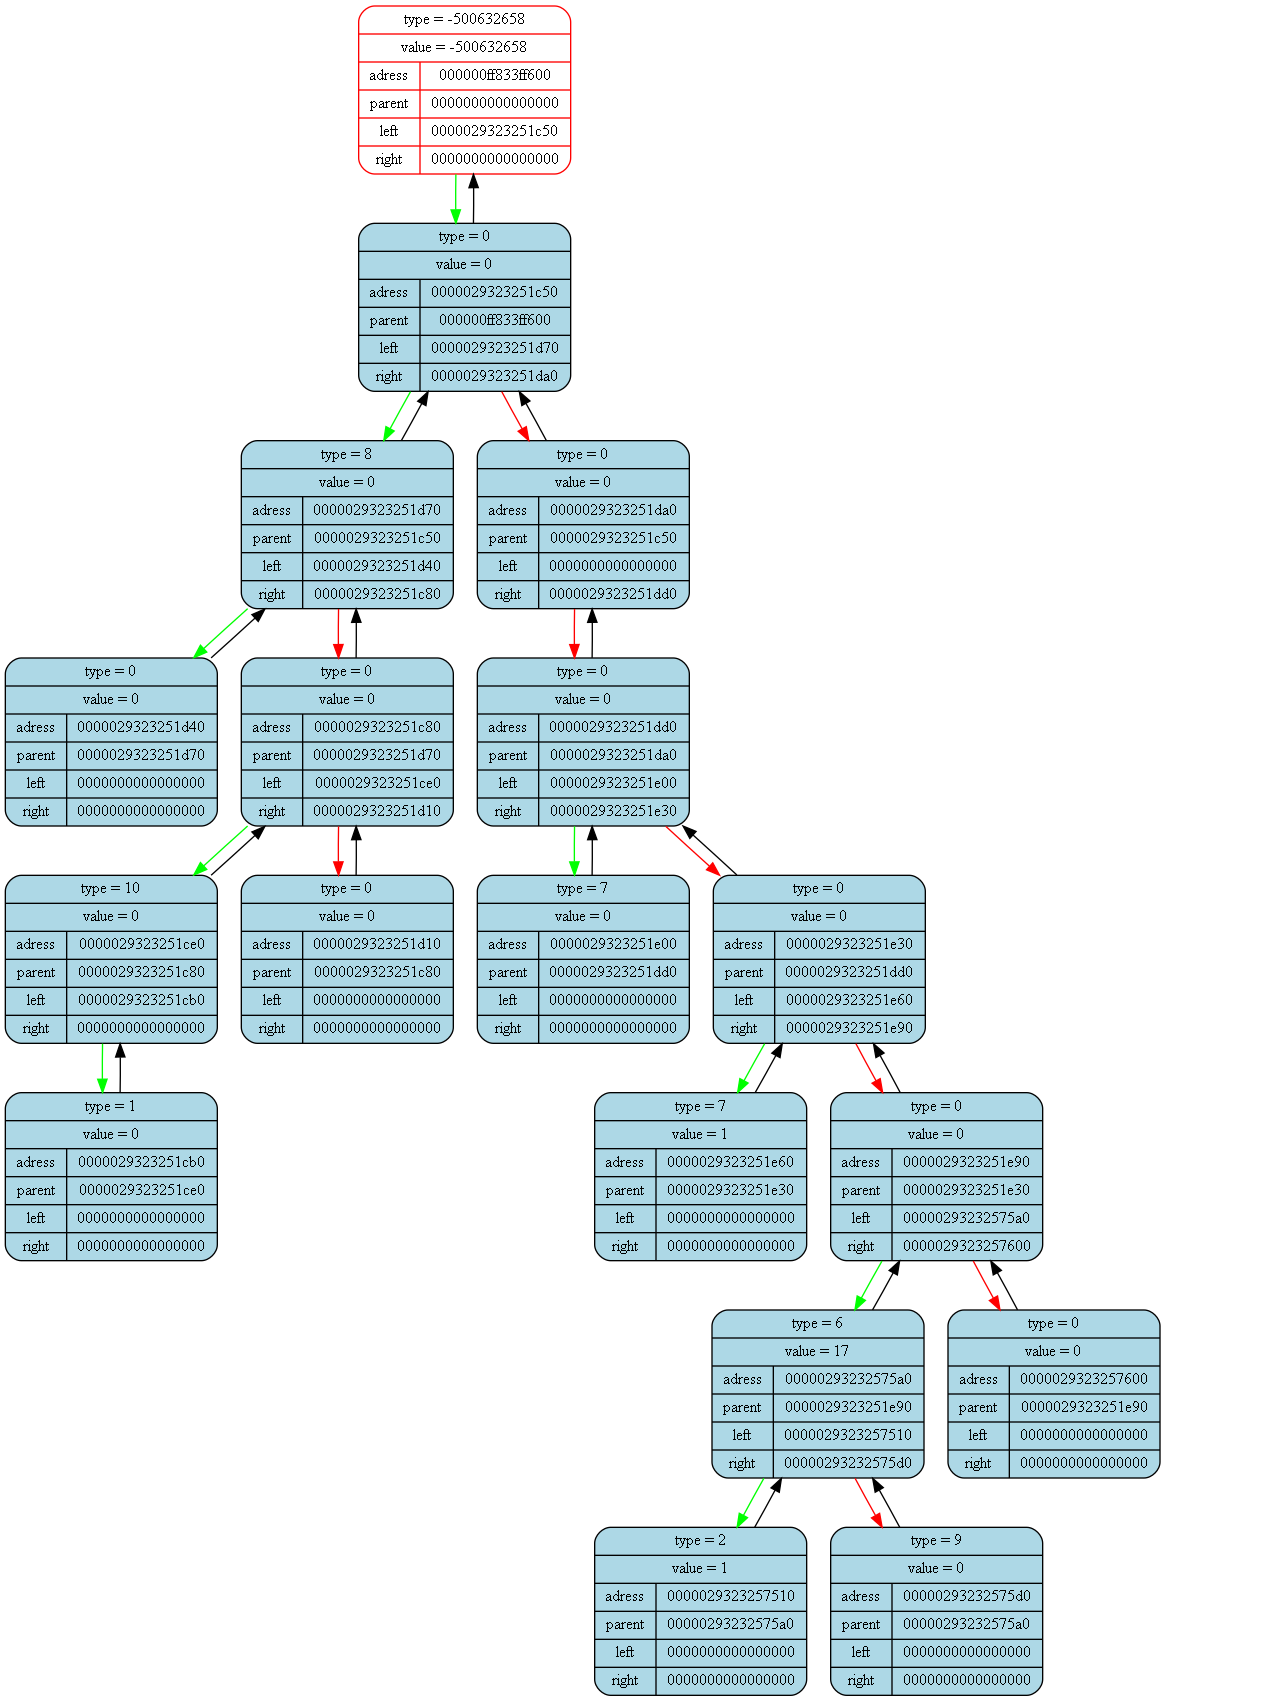 type = -500632658
value = -500632658
adress 000000ff833ff600
parent 0000000000000000
left 0000029323251c50
right 0000000000000000
type = 0
value = 0
adress 0000029323251c50
parent 000000ff833ff600
left 0000029323251d70
right 0000029323251da0
type = 8
value = 0
adress 0000029323251d70
parent 0000029323251c50
left 0000029323251d40
right 0000029323251c80
type = 0
value = 0
adress 0000029323251da0
parent 0000029323251c50
left 0000000000000000
right 0000029323251dd0
type = 0
value = 0
adress 0000029323251d40
parent 0000029323251d70
left 0000000000000000
right 0000000000000000
type = 0
value = 0
adress 0000029323251c80
parent 0000029323251d70
left 0000029323251ce0
right 0000029323251d10
type = 0
value = 0
adress 0000029323251dd0
parent 0000029323251da0
left 0000029323251e00
right 0000029323251e30
type = 10
value = 0
adress 0000029323251ce0
parent 0000029323251c80
left 0000029323251cb0
right 0000000000000000
type = 0
value = 0
adress 0000029323251d10
parent 0000029323251c80
left 0000000000000000
right 0000000000000000
type = 7
value = 0
adress 0000029323251e00
parent 0000029323251dd0
left 0000000000000000
right 0000000000000000
type = 0
value = 0
adress 0000029323251e30
parent 0000029323251dd0
left 0000029323251e60
right 0000029323251e90
type = 1
value = 0
adress 0000029323251cb0
parent 0000029323251ce0
left 0000000000000000
right 0000000000000000
type = 7
value = 1
adress 0000029323251e60
parent 0000029323251e30
left 0000000000000000
right 0000000000000000
type = 0
value = 0
adress 0000029323251e90
parent 0000029323251e30
left 00000293232575a0
right 0000029323257600
type = 6
value = 17
adress 00000293232575a0
parent 0000029323251e90
left 0000029323257510
right 00000293232575d0
type = 0
value = 0
adress 0000029323257600
parent 0000029323251e90
left 0000000000000000
right 0000000000000000
type = 2
value = 1
adress 0000029323257510
parent 00000293232575a0
left 0000000000000000
right 0000000000000000
type = 9
value = 0
adress 00000293232575d0
parent 00000293232575a0
left 0000000000000000
right 0000000000000000